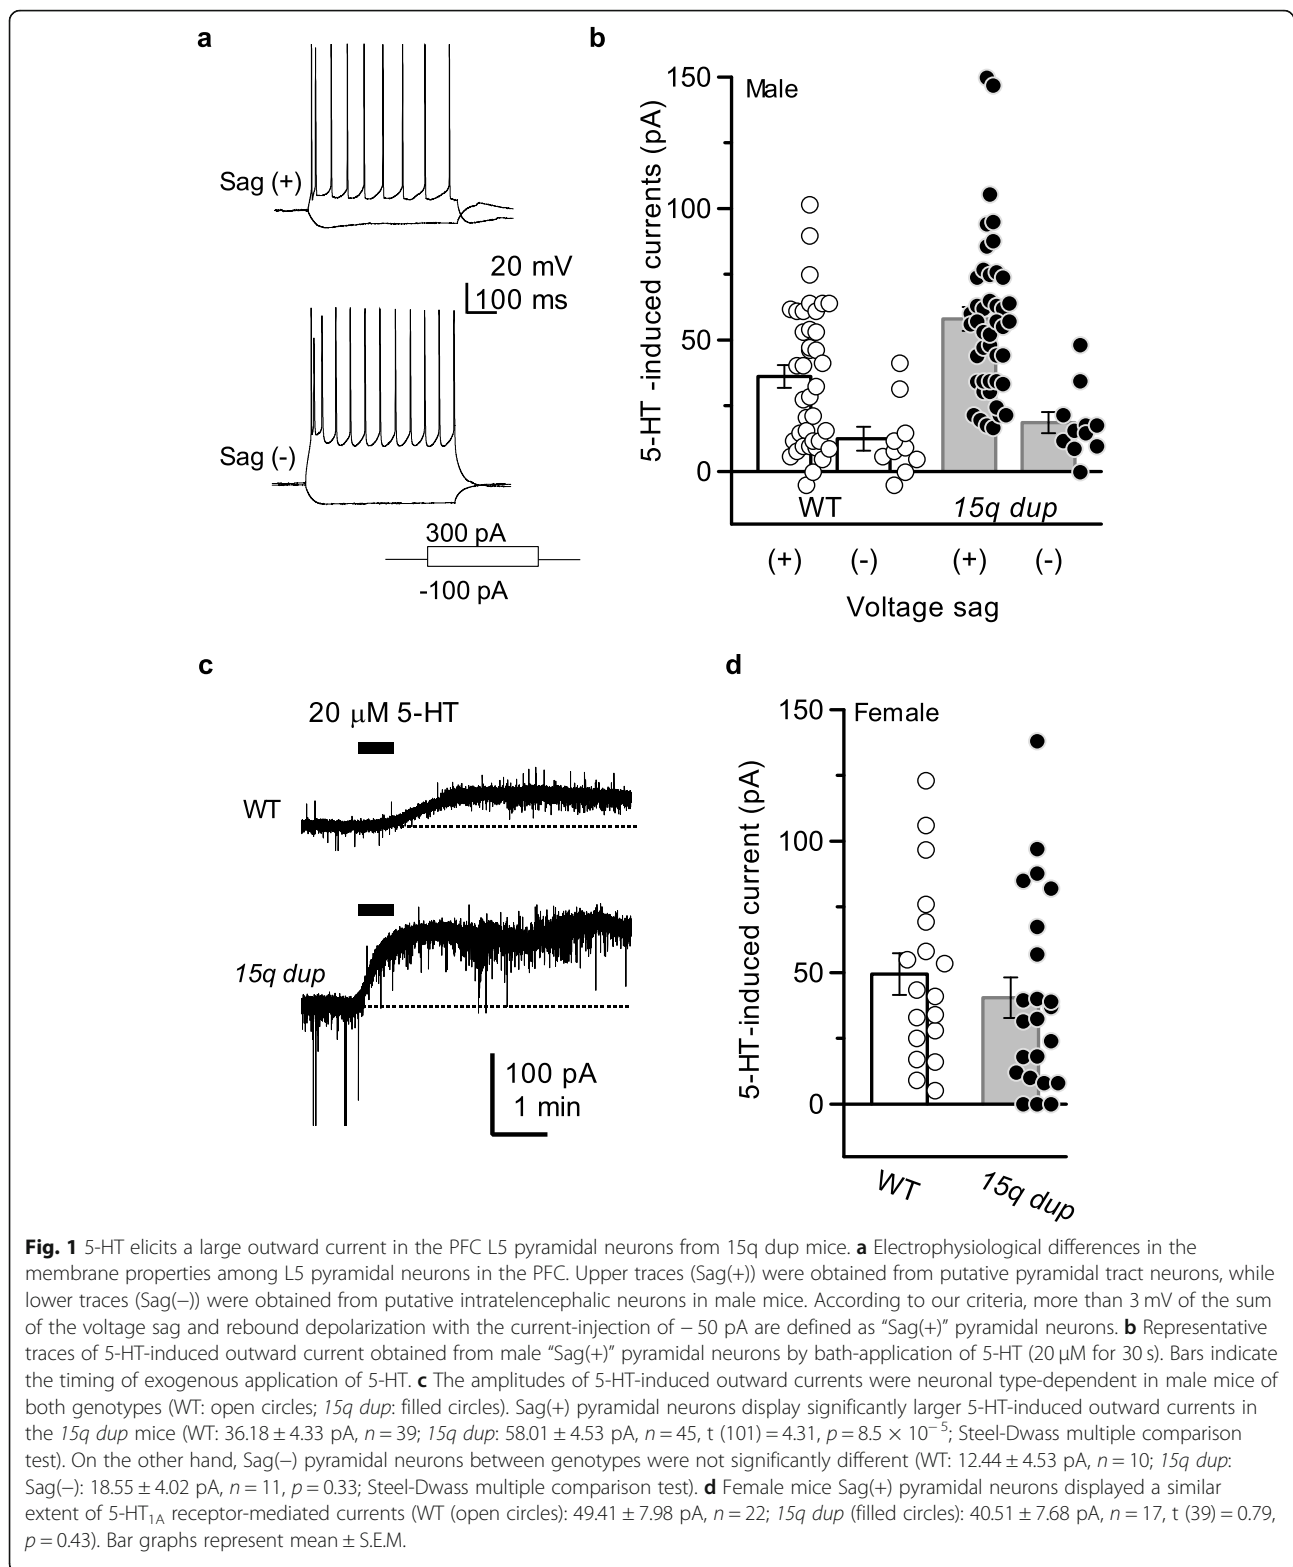 a
Sag (+)
20 mV
100 ms
Sag (-)
300 pA
-100 pA
b
5-HT -induced currents (pA)
150
100
50
0
Male
WT
15q dup
(+)
(-)
(+)
(-)
Voltage sag
c
20 μM 5-HT
WT
15q dup
100 pA
1 min
d
5-HT-induced current (pA)
150
100
50
0
Female
WT
15q dup
Fig. 1 5-HT elicits a large outward current in the PFC L5 pyramidal neurons from 15q dup mice. a Electrophysiological differences in the
membrane properties among L5 pyramidal neurons in the PFC. Upper traces (Sag(+)) were obtained from putative pyramidal tract neurons, while
lower traces (Sag(−)) were obtained from putative intratelencephalic neurons in male mice. According to our criteria, more than 3 mV of the sum
of the voltage sag and rebound depolarization with the current-injection of − 50 pA are defined as “Sag(+)” pyramidal neurons. b Representative
traces of 5-HT-induced outward current obtained from male “Sag(+)” pyramidal neurons by bath-application of 5-HT (20 μM for 30 s). Bars indicate
the timing of exogenous application of 5-HT. c The amplitudes of 5-HT-induced outward currents were neuronal type-dependent in male mice of
both genotypes (WT: open circles; 15q dup: filled circles). Sag(+) pyramidal neurons display significantly larger 5-HT-induced outward currents in
the 15q dup mice (WT: 36.18 ± 4.33 pA, n = 39; 15q dup: 58.01 ± 4.53 pA, n = 45, t (101) = 4.31, p = 8.5 × 10⁻⁵; Steel-Dwass multiple comparison
test). On the other hand, Sag(−) pyramidal neurons between genotypes were not significantly different (WT: 12.44 ± 4.53 pA, n = 10; 15q dup:
Sag(−): 18.55 ± 4.02 pA, n = 11, p = 0.33; Steel-Dwass multiple comparison test). d Female mice Sag(+) pyramidal neurons displayed a similar
extent of 5-HT1A receptor-mediated currents (WT (open circles): 49.41 ± 7.98 pA, n = 22; 15q dup (filled circles): 40.51 ± 7.68 pA, n = 17, t (39) = 0.79,
p = 0.43). Bar graphs represent mean ± S.E.M.